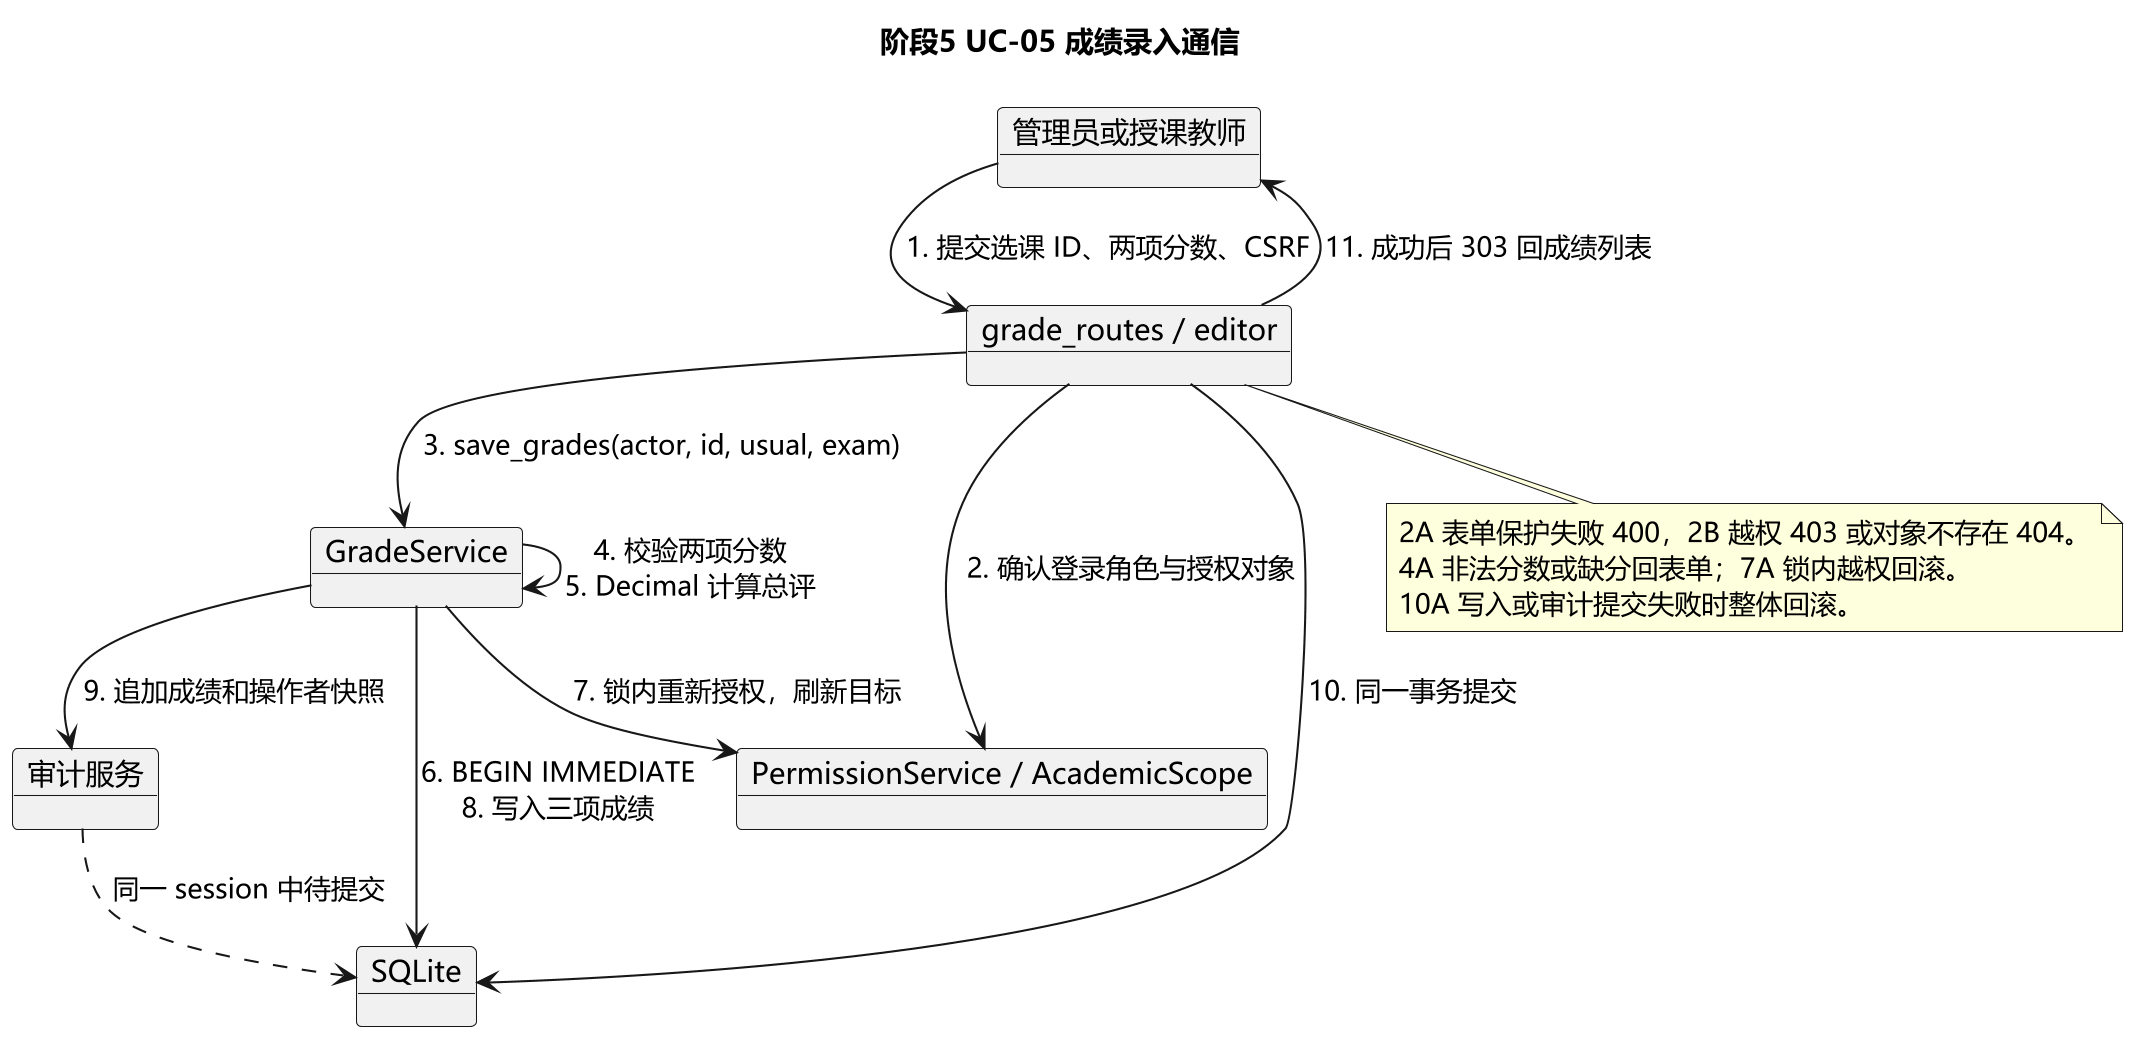 阶段5 UC-05 成绩录入通信
管理员或授课教师
1. 提交选课 ID、两项分数、CSRF
11. 成功后 303 回成绩列表
grade_routes / editor
3. save_grades(actor, id, usual, exam)
GradeService
4. 校验两项分数
5. Decimal 计算总评
2. 确认登录角色与授权对象
2A 表单保护失败 400，2B 越权 403 或对象不存在 404。
4A 非法分数或缺分回表单；7A 锁内越权回滚。
10A 写入或审计提交失败时整体回滚。
9. 追加成绩和操作者快照
7. 锁内重新授权，刷新目标
10. 同一事务提交
审计服务
6. BEGIN IMMEDIATE
8. 写入三项成绩
PermissionService / AcademicScope
同一 session 中待提交
SQLite